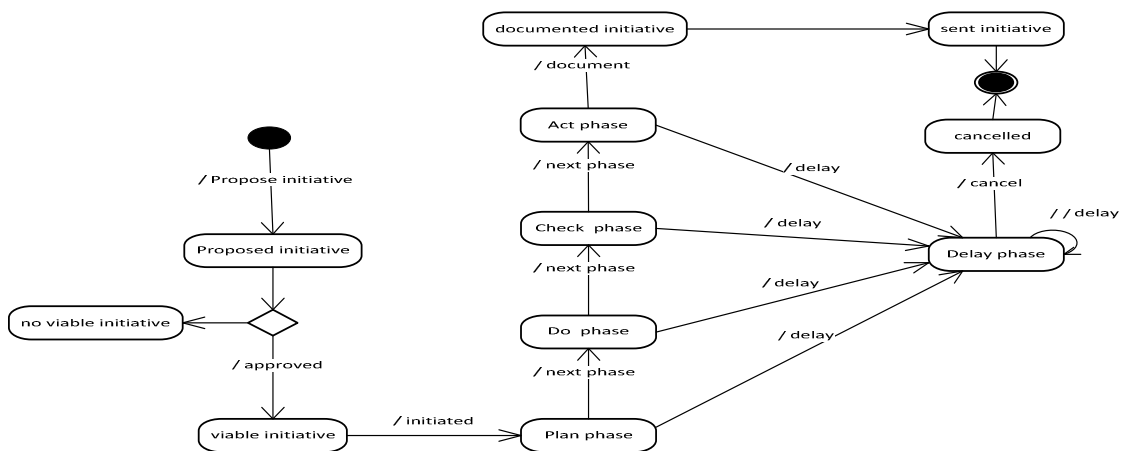 documented initiative
sent initiative
/ document
Act phase
cancelled
/ Propose initiative
/ next phase
/ delay
/ cancel
/ / delay
Proposed initiative
Check phase
/ delay
Delay phase
/ next phase
/ delay
no viable initiative
Do phase
/ approved
/ next phase
/ delay
viable initiative
/ initiated
Plan phase